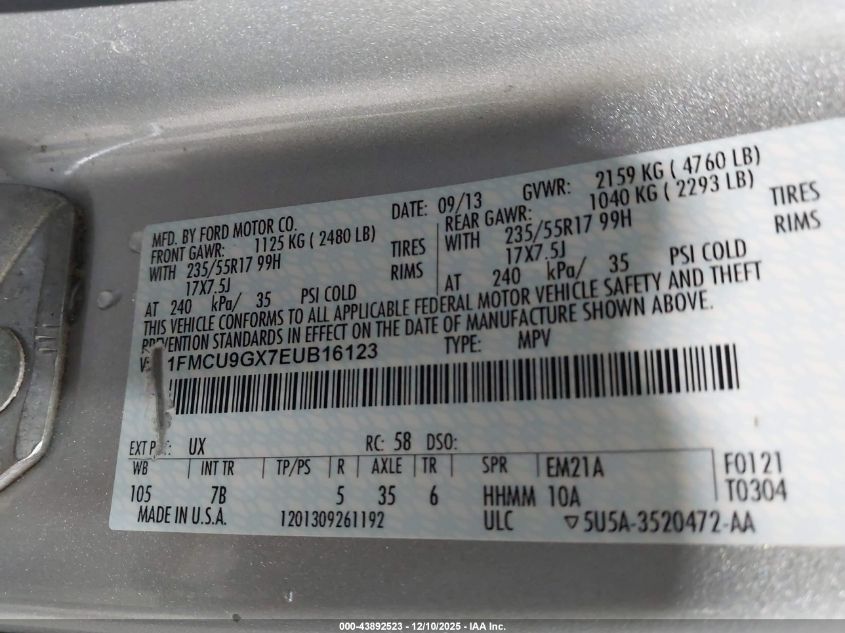 MFD. BY FORD MOTOR CO.
DATE: 09/13 GVWR: 2159 KG ( 4760 LB)
FRONT GAWR: 1125 KG ( 2480 LB)
REAR GAWR: 1040 KG ( 2293 LB)
WITH 235/55R17 99H TIRES
WITH 235/55R17 99H TIRES
17X7.5J RIMS
17X7.5J RIMS
AT 240 kPa/ 35 PSI COLD
AT 240 kPa/ 35 PSI COLD
THIS VEHICLE CONFORMS TO ALL APPLICABLE FEDERAL MOTOR VEHICLE SAFETY AND THEFT
PREVENTION STANDARDS IN EFFECT ON THE DATE OF MANUFACTURE SHOWN ABOVE.
1FMCU9GX7EUB16123 TYPE: MPV
EXT UX RC: 58 DSO:
WB INT TR TP/PS R AXLE TR SPR EM21A F0121
105 7B 5 35 6 HHMM 10A T0304
MADE IN U.S.A. 1201309261192 ULC ▽5U5A-3520472-AA
000-43892523 - 12/10/2025 - IAA Inc.